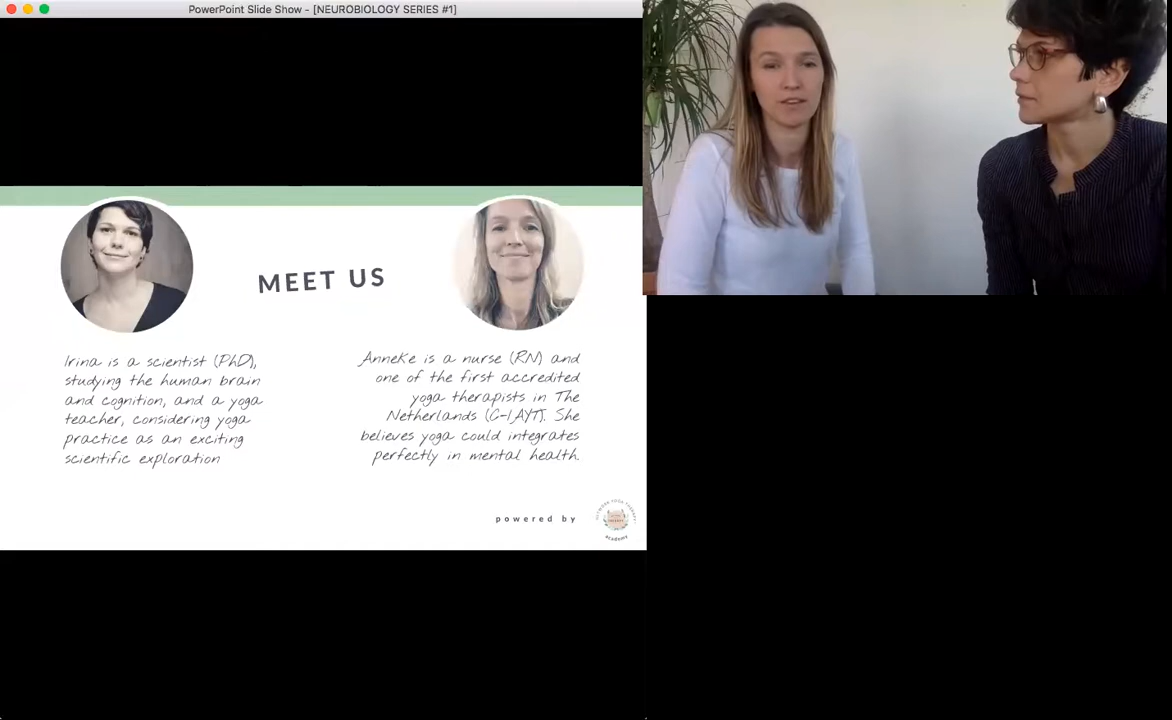 PowerPoint Slide Show - [NEUROBIOLOGY SERIES #1]
MEET US
Irina is a scientist (PhD),
studying the human brain
and cognition, and a yoga
teacher, considering yoga
practice as an exciting
scientific exploration
Anneke is a nurse (RN) and
one of the first accredited
yoga therapists in The
Netherlands (C-IAYT). She
believes yoga could integrates
perfectly in mental health.
powered by
academy